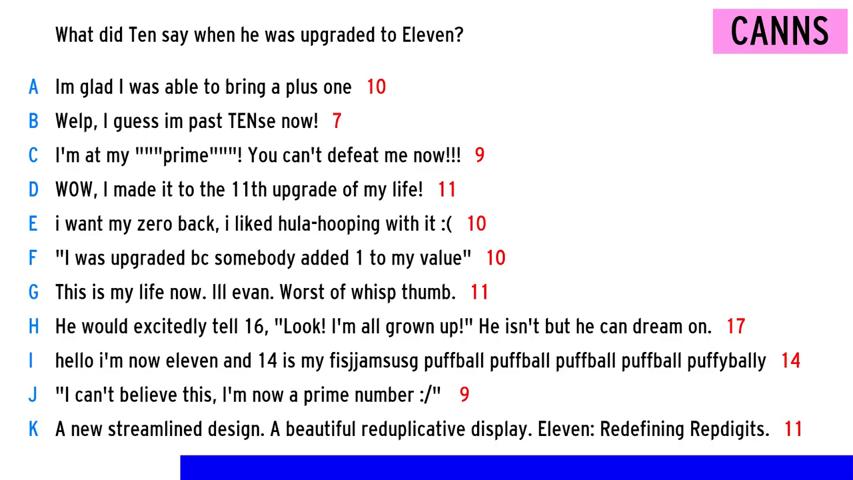 What did Ten say when he was upgraded to Eleven?
CANNS
A Im glad I was able to bring a plus one 10
B Welp, I guess im past TENse now! 7
C I'm at my """prime"""! You can't defeat me now!!! 9
D WOW, I made it to the 11th upgrade of my life! 11
E i want my zero back, i liked hula-hooping with it :( 10
F "I was upgraded bc somebody added 1 to my value" 10
G This is my life now. Ill evan. Worst of whisp thumb. 11
H He would excitedly tell 16, "Look! I'm all grown up!" He isn't but he can dream on. 17
I hello i'm now eleven and 14 is my fisjjamsusg puffball puffball puffball puffball puffybally 14
J "I can't believe this, I'm now a prime number :/" 9
K A new streamlined design. A beautiful reduplicative display. Eleven: Redefining Repdigits. 11